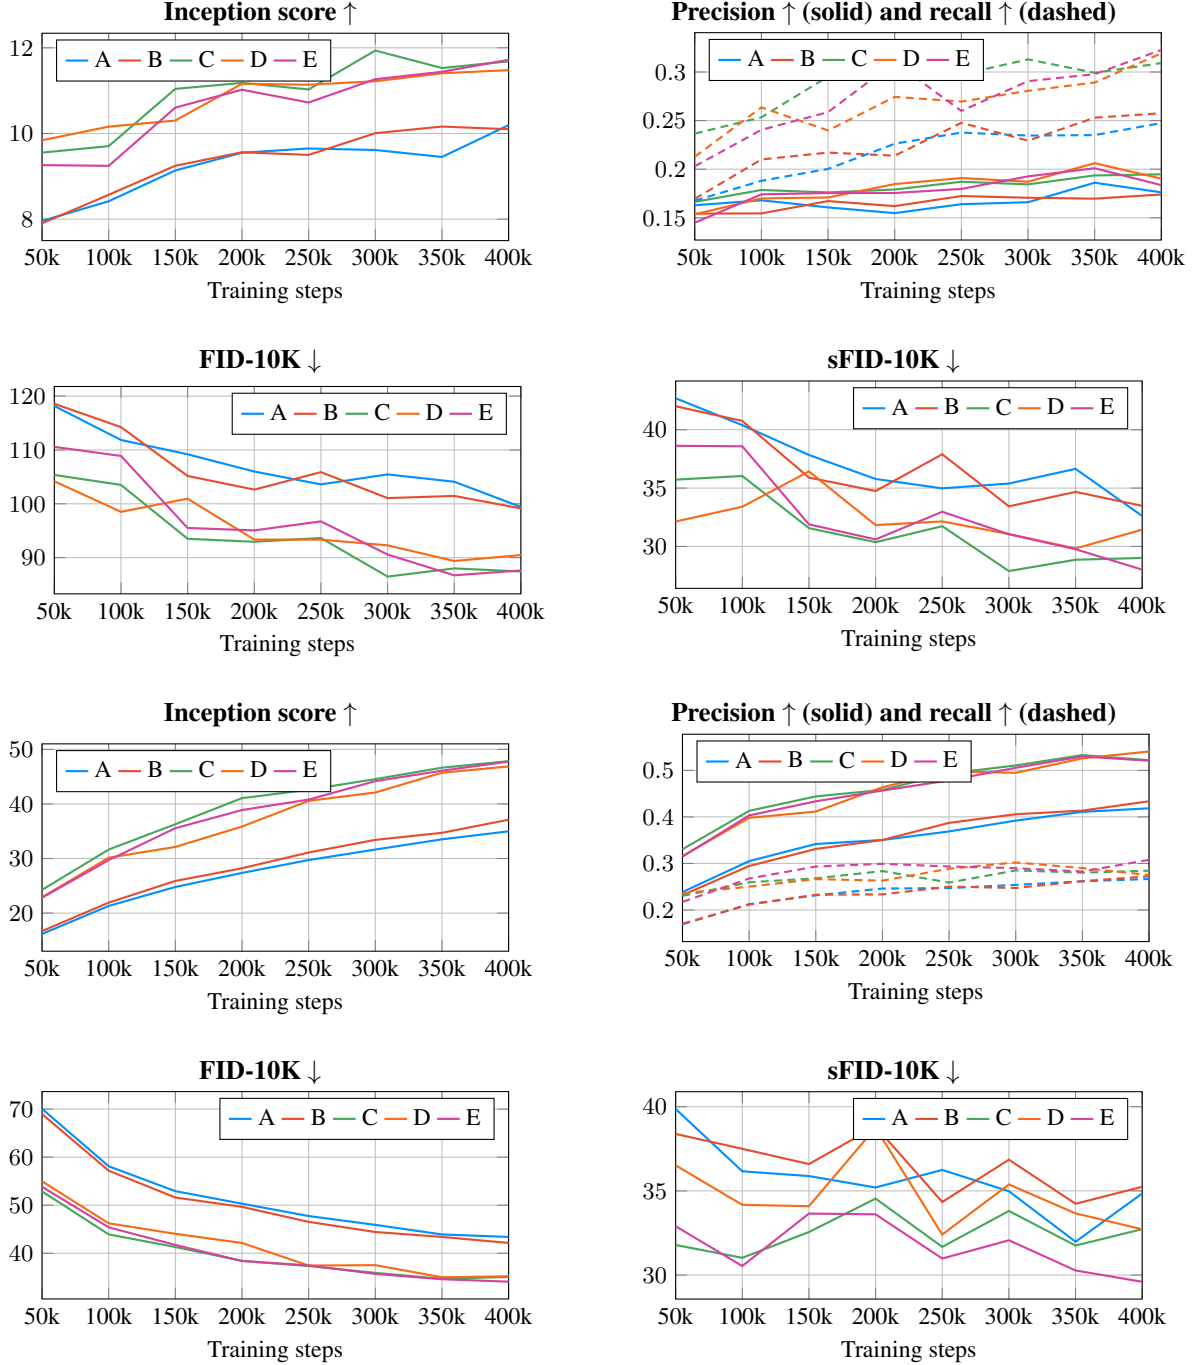 Inception score ↑
12
10
8
A B C D E
50k 100k 150k 200k 250k 300k 350k 400k
Training steps
Precision ↑ (solid) and recall ↑ (dashed)
0.3
0.25
0.2
0.15
A B C D E
50k 100k 150k 200k 250k 300k 350k 400k
Training steps
FID-10K ↓
120
110
100
90
A B C D E
50k 100k 150k 200k 250k 300k 350k 400k
Training steps
sFID-10K ↓
40
35
30
A B C D E
50k 100k 150k 200k 250k 300k 350k 400k
Training steps
Inception score ↑
50
40
30
20
A B C D E
50k 100k 150k 200k 250k 300k 350k 400k
Training steps
Precision ↑ (solid) and recall ↑ (dashed)
0.5
0.4
0.3
0.2
A B C D E
50k 100k 150k 200k 250k 300k 350k 400k
Training steps
FID-10K ↓
70
60
50
40
A B C D E
50k 100k 150k 200k 250k 300k 350k 400k
Training steps
sFID-10K ↓
40
35
30
A B C D E
50k 100k 150k 200k 250k 300k 350k 400k
Training steps